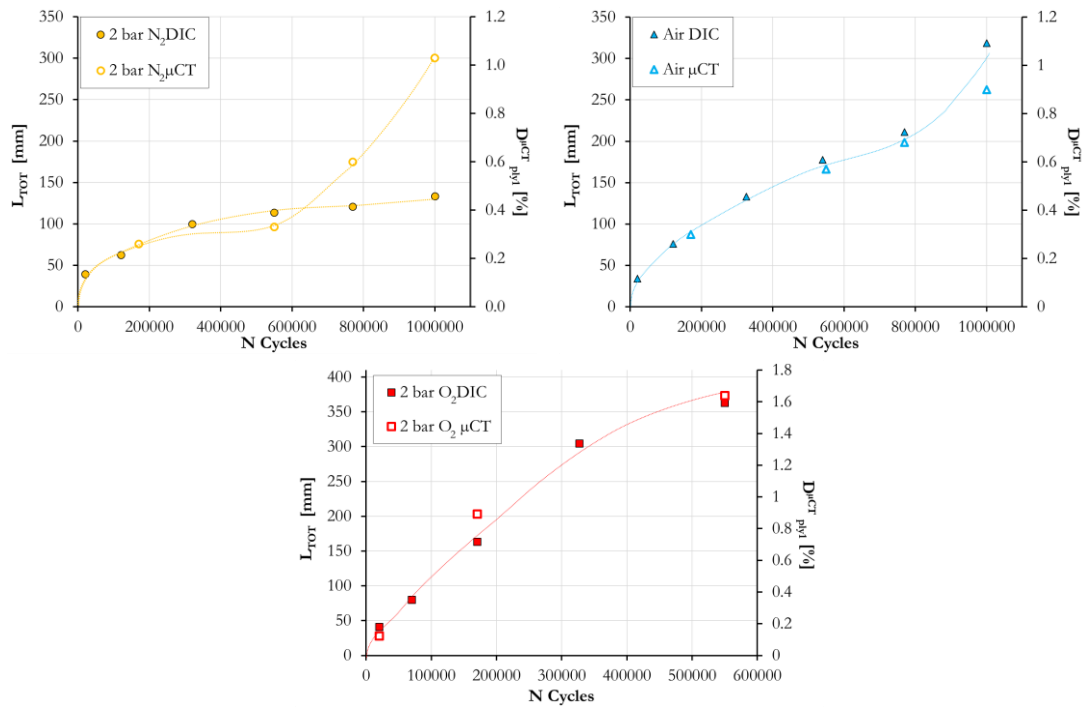 350
300
250
200
150
100
50
0
L_TOT [mm]
2 bar N₂DIC
2 bar N₂μCT
1.2
1.0
0.8
0.6
0.4
0.2
0.0
D^μCT_ply1 [%]
0 200000 400000 600000 800000 1000000
N Cycles
350
300
250
200
150
100
50
0
L_TOT [mm]
Air DIC
Air μCT
1.2
1
0.8
0.6
0.4
0.2
0
D^μCT_ply1 [%]
0 200000 400000 600000 800000 1000000
N Cycles
400
350
300
250
200
150
100
50
0
L_TOT [mm]
2 bar O₂DIC
2 bar O₂ μCT
1.8
1.6
1.4
1.2
1
0.8
0.6
0.4
0.2
0
D^μCT_ply1 [%]
0 100000 200000 300000 400000 500000 600000
N Cycles